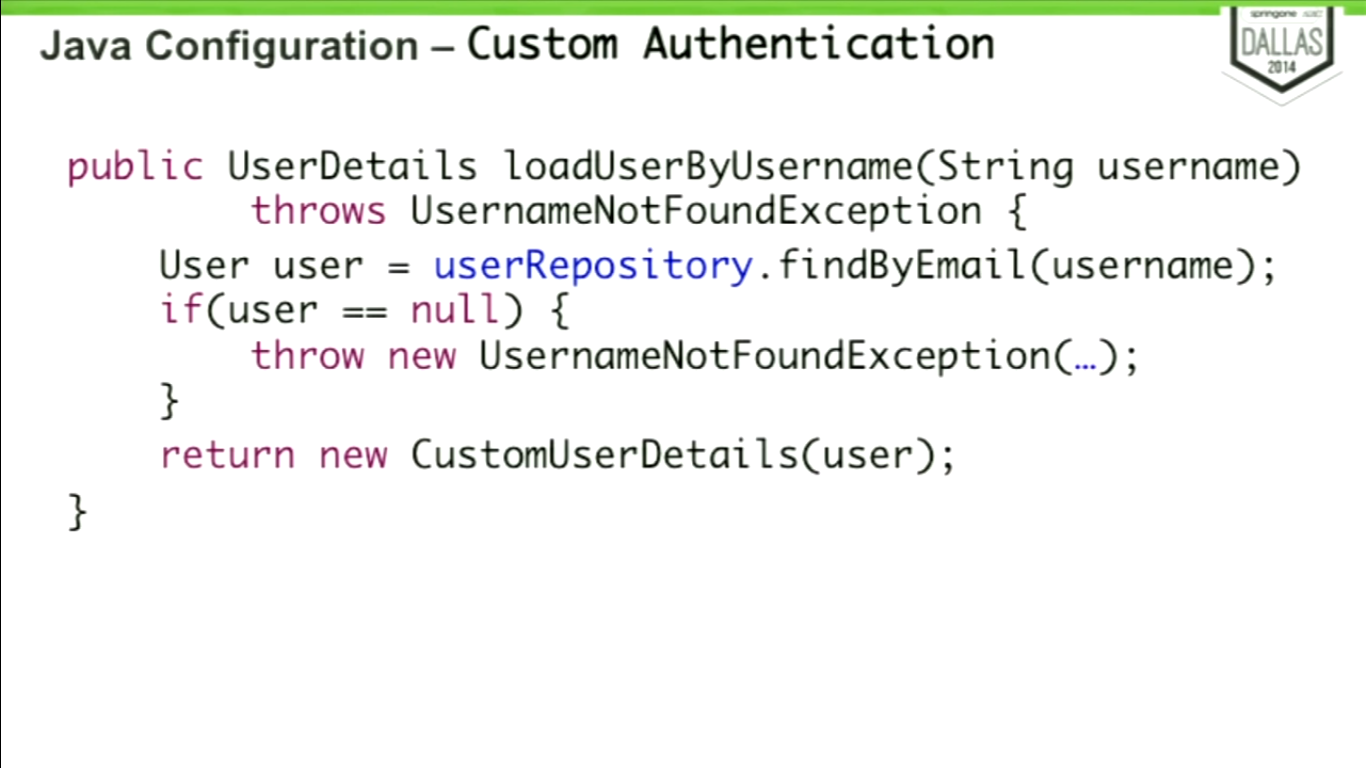 Java Configuration – Custom Authentication
springone 2GX
DALLAS
2014
public UserDetails loadUserByUsername(String username)
throws UsernameNotFoundException {
User user = userRepository.findByEmail(username);
if(user == null) {
throw new UsernameNotFoundException(…);
}
return new CustomUserDetails(user);
}